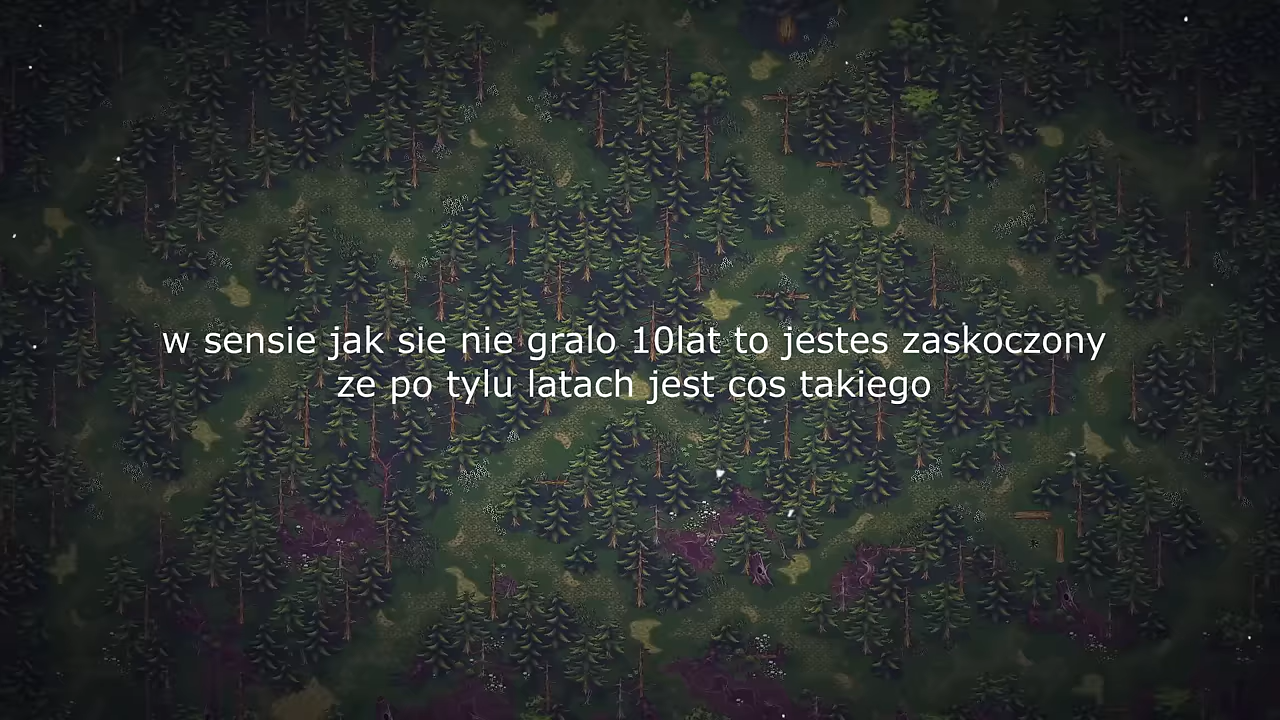 w sensie jak sie nie gralo 10lat to jestes zaskoczony
ze po tylu latach jest cos takiego